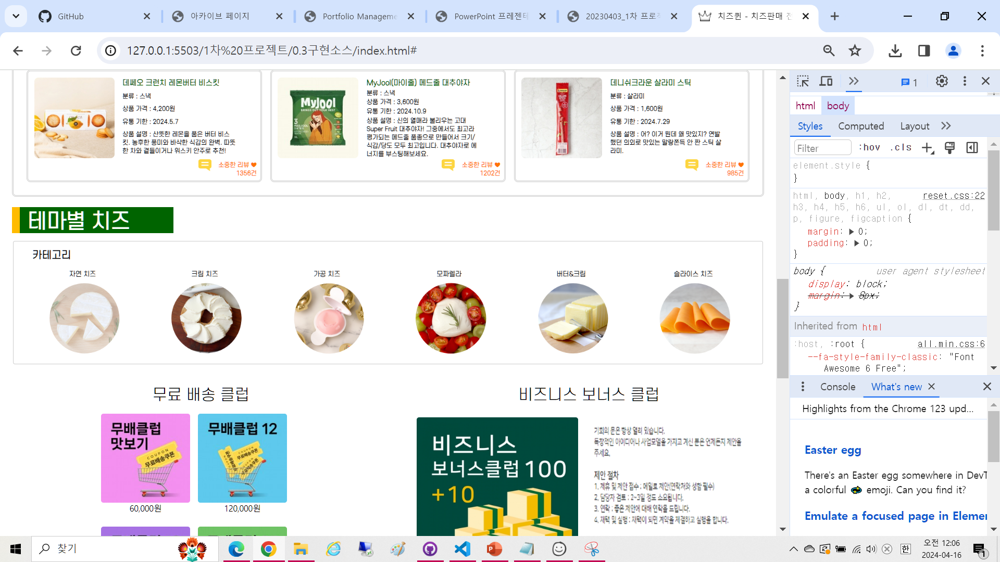 GitHub
아카이브 페이지
Portfolio Manageme
PowerPoint 프레젠테
20230403_1차 프로젝
치즈퀸 - 치즈판매 전
127.0.0.1:5503/1차%20프로젝트/0.3구현소스/index.html#
데쎄오 크런치 레몬버터 비스킷
분류 : 스낵
상품 가격 : 4,200원
유통 기한 : 2024.5.7
상품 설명 : 산뜻한 레몬을 품은 버터 비스
킷. 농후한 풍미와 바삭한 식감의 완벽. 따뜻
한 차와 곁들이거나 위스키 안주로 추천!
소중한 리뷰
1356건
MyJool(마이줄) 메드줄 대추야자
분류 : 스낵
상품 가격 : 3,600원
유통 기한 : 2024.10.9
상품 설명 : 신의 열매라 불리우는 고대
Super Fruit 대추야자! 그중에서도 최고라
평가되는 메드줄 품종으로 만들어서 크기/
식감/당도 모두 최고입니다. 대추야자로 에
너지를 부스팅해보세요.
소중한 리뷰
1202건
MyJool
BRINGS OUT YOUR BEST
3
MEDJOOL
DATES
데니쉬크라운 살라미 스틱
분류 : 살라미
상품 가격 : 1,600원
유통 기한 : 2024.7.29
상품 설명 : 어? 이거 뭔데 왜 맛있지? 연발
했던 의외로 맛있는 말랑쫀득 안 짠 스틱 살
라미.
소중한 리뷰
985건
SALAMI
STICK
테마별 치즈
카테고리
자연 치즈
크림 치즈
가공 치즈
모짜렐라
버터&크림
슬라이스 치즈
무료 배송 클럽
무배클럽
맛보기
COUPON
무료배송쿠폰
60,000원
무배클럽 12
COUPON
무료배송쿠폰
120,000원
비즈니스 보너스 클럽
비즈니스
보너스클럽 100
+10
기회의 문은 항상 열려 있습니다.
독창적인 아이디어나 사업모델을 가지고 계신 분은 언제든지 제안을
주세요.
제안 절차
1. 제휴 및 제안 접수 : 메일로 제안(연락처와 성함 필수)
2. 담당자 검토 : 2~3일 정도 소요됩니다.
3. 연락 : 좋은 제안에 대해 연락을 드립니다.
4. 채택 및 실행 : 채택이 되면 계약을 체결하고 실행을 합니다.
1
html body
Styles Computed Layout
Filter :hov .cls
element.style {
}
html, body, h1, h2, reset.css:22
h3, h4, h5, h6, ul, ol, dl, dt, dd,
p, figure, figcaption {
margin: 0;
padding: 0;
}
body { user agent stylesheet
display: block;
margin: 8px;
}
Inherited from html
:host, :root { all.min.css:6
--fa-style-family-classic: "Font
Awesome 6 Free";
Console What's new
Highlights from the Chrome 123 upd...
Easter egg
There's an Easter egg somewhere in DevT
a colorful emoji. Can you find it?
Emulate a focused page in Elemen
찾기
한
오전 12:06
2024-04-16
1